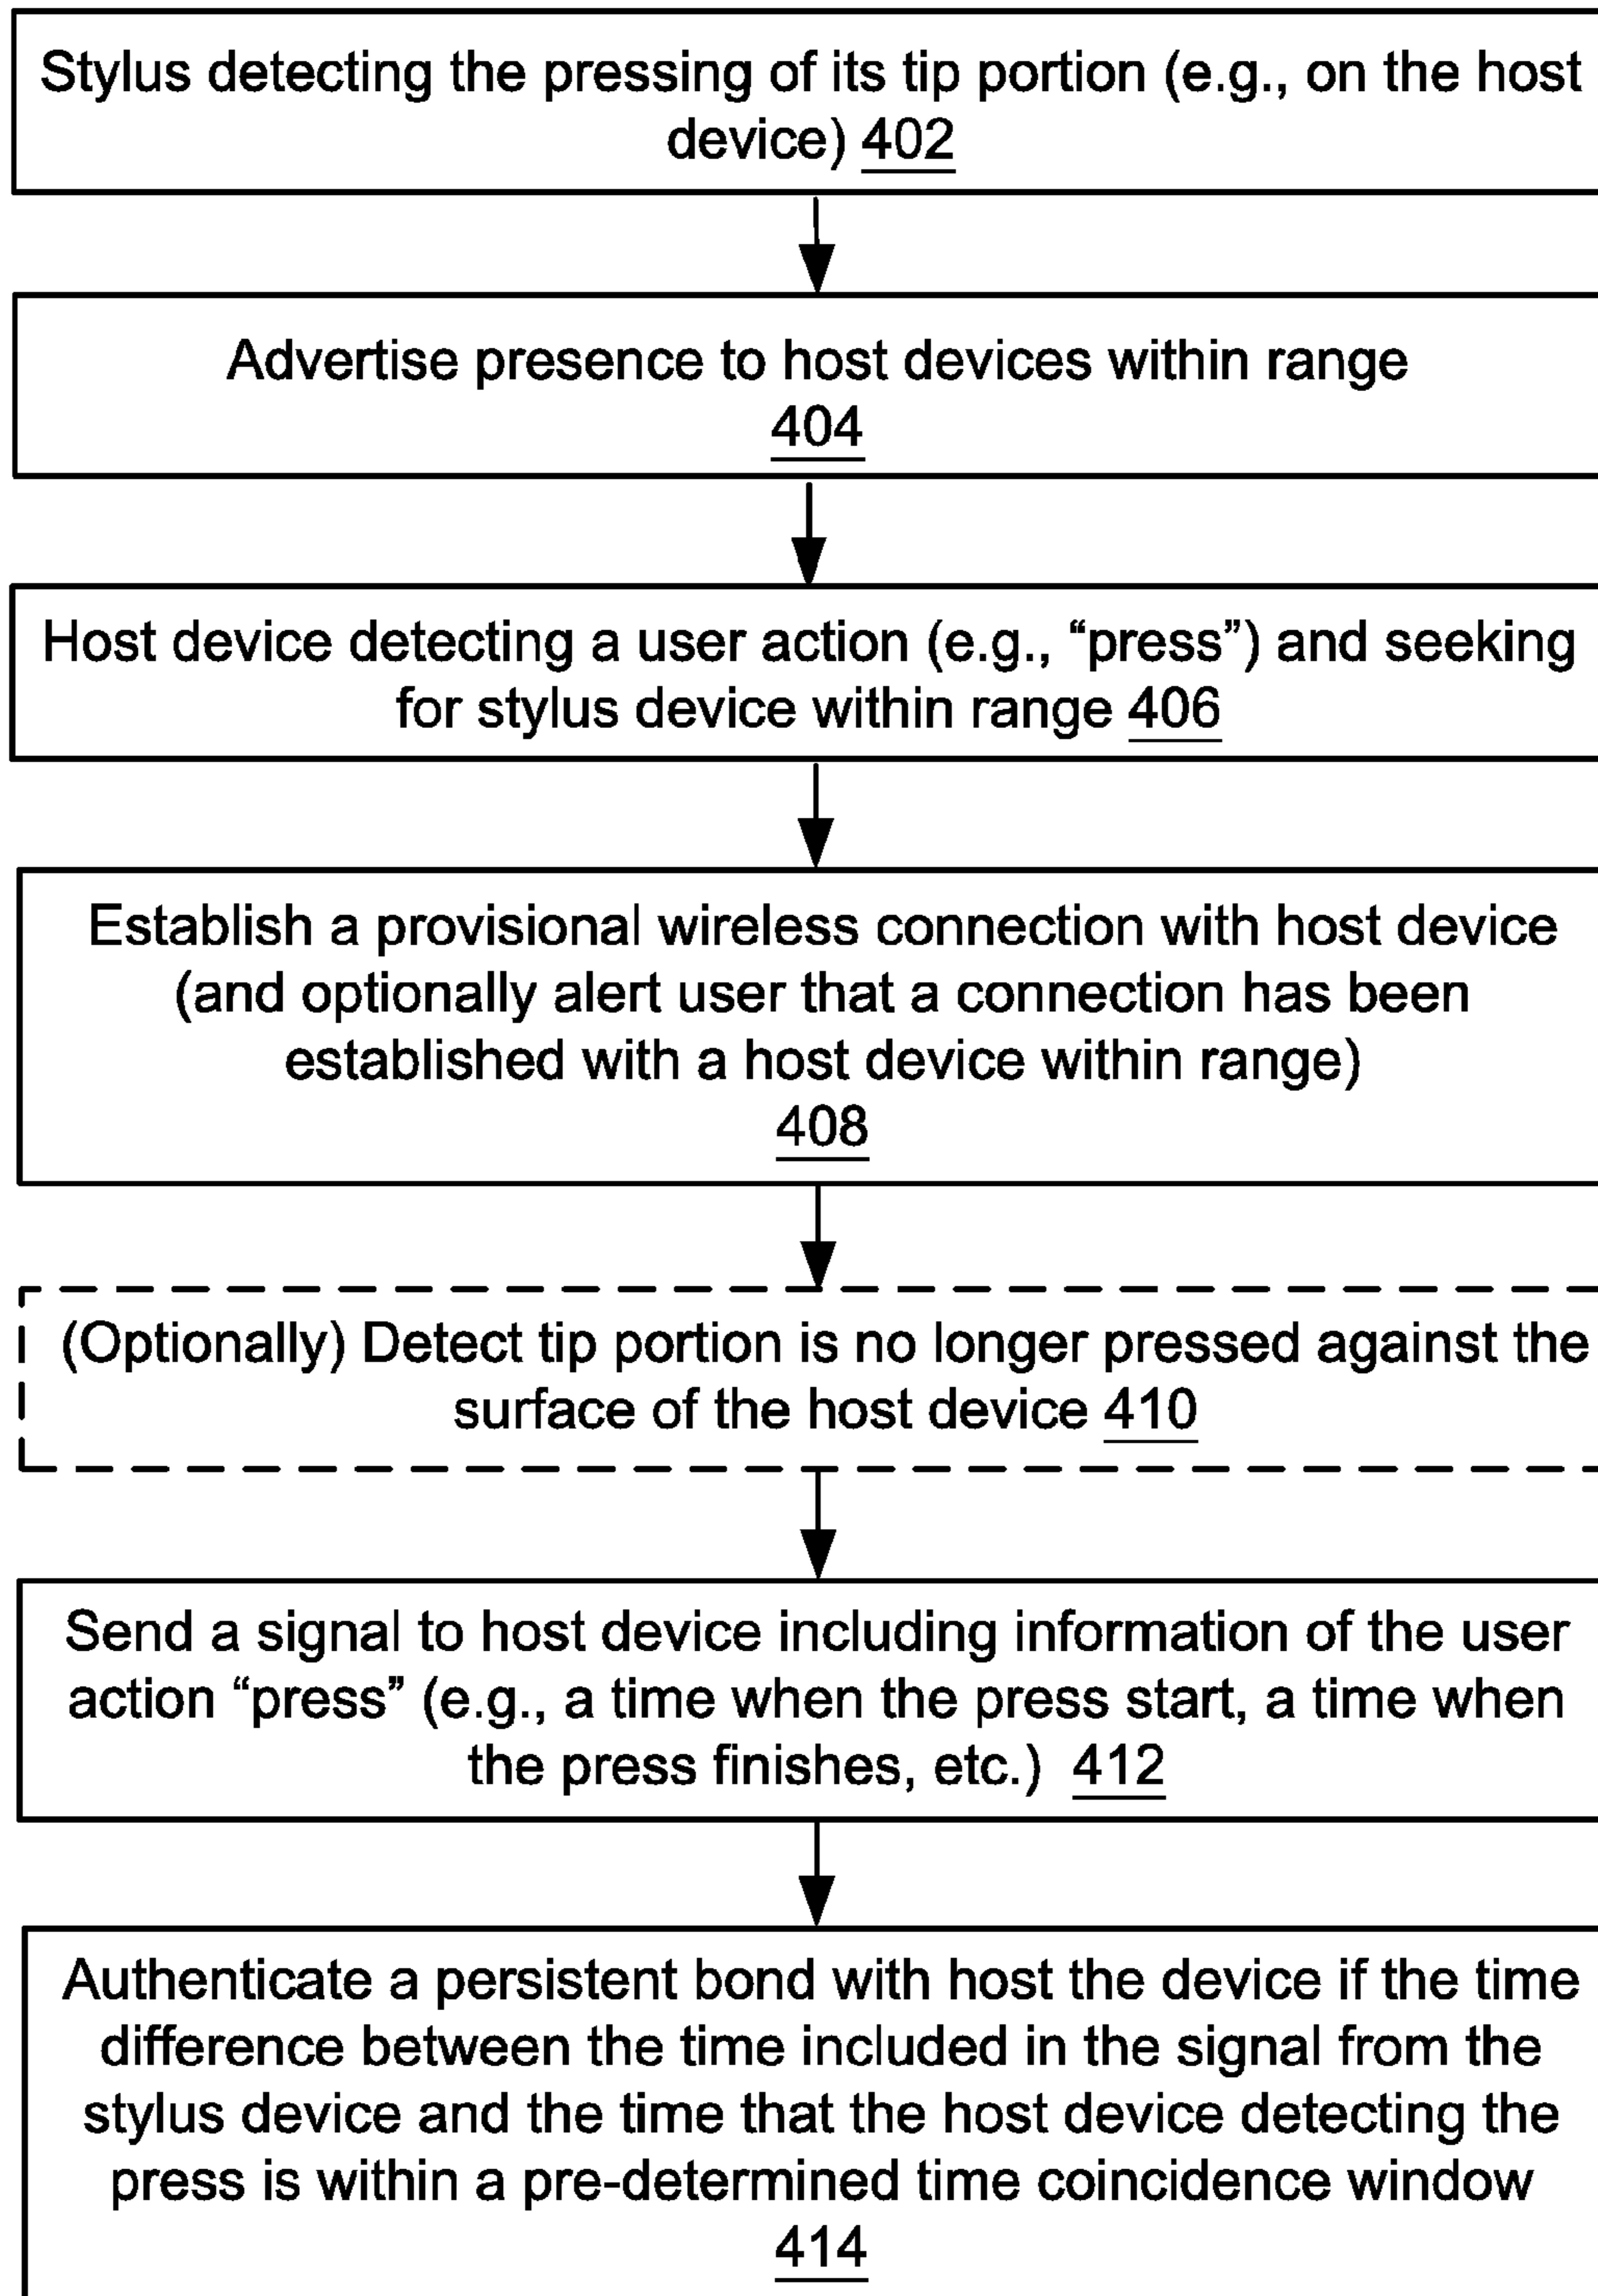 Stylus detecting the pressing of its tip portion (e.g., on the host
device) 402
Advertise presence to host devices within range
404
Host device detecting a user action (e.g., “press”) and seeking
for stylus device within range 406
Establish a provisional wireless connection with host device
(and optionally alert user that a connection has been
established with a host device within range)
408
(Optionally) Detect tip portion is no longer pressed against the
surface of the host device 410
Send a signal to host device including information of the user
action “press” (e.g., a time when the press start, a time when
the press finishes, etc.) 412
Authenticate a persistent bond with host the device if the time
difference between the time included in the signal from the
stylus device and the time that the host device detecting the
press is within a pre-determined time coincidence window
414